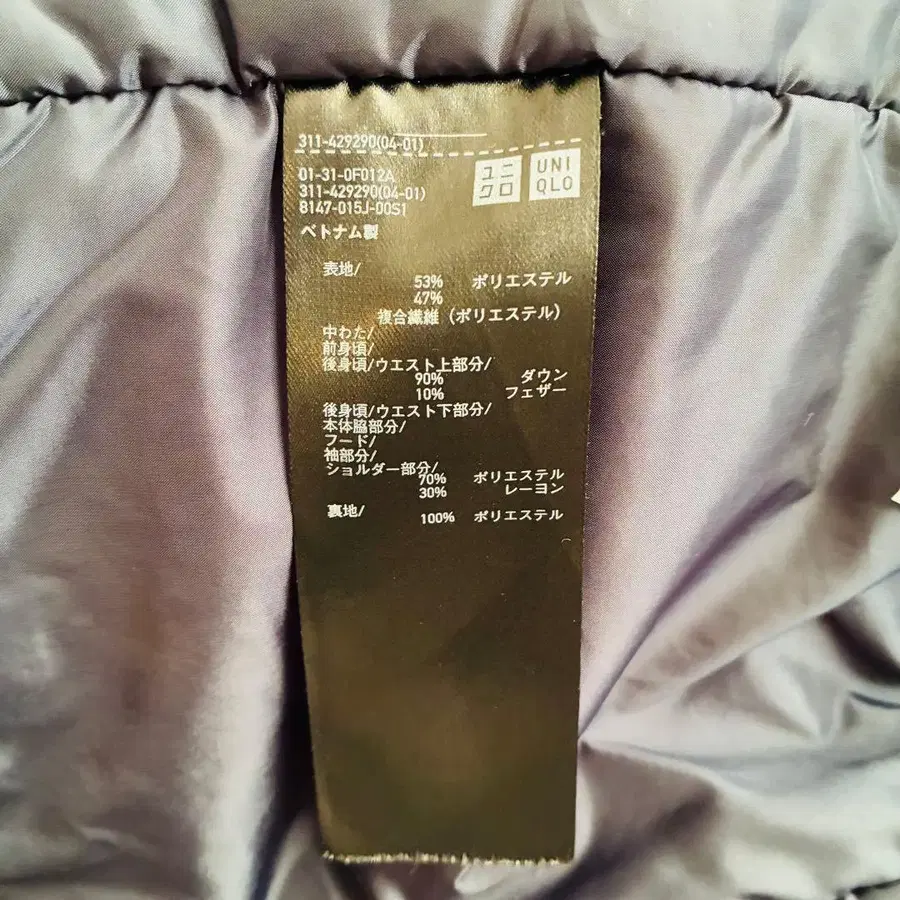 311-429290(04-01)
ユニ
クロ
UNI
QLO
01-31-0F012A
311-429290(04-01)
8147-015J-00S1
ベトナム製
表地/
53% ポリエステル
47%
複合繊維 (ポリエステル)
中わた/
前身頃/
後身頃/ウエスト上部分/
90% ダウン
10% フェザー
後身頃/ウエスト下部分/
本体脇部分/
フード/
袖部分/
ショルダー部分/
70% ポリエステル
30% レーヨン
裏地/
100% ポリエステル